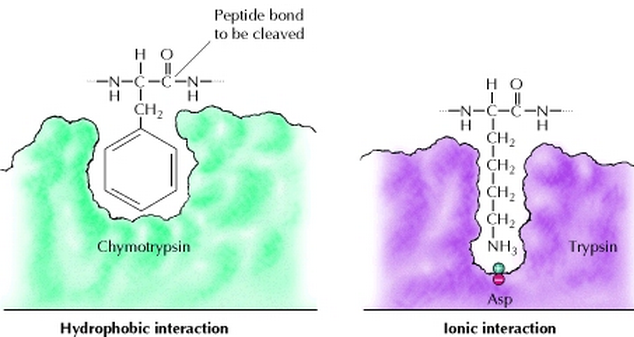 Peptide bond
to be cleaved
H O
N C C N
H H
CH2
Chymotrypsin
Hydrophobic interaction
H O
N C C N
H H
CH2
CH2
CH2
CH2
NH3
+
−
Trypsin
Asp
Ionic interaction